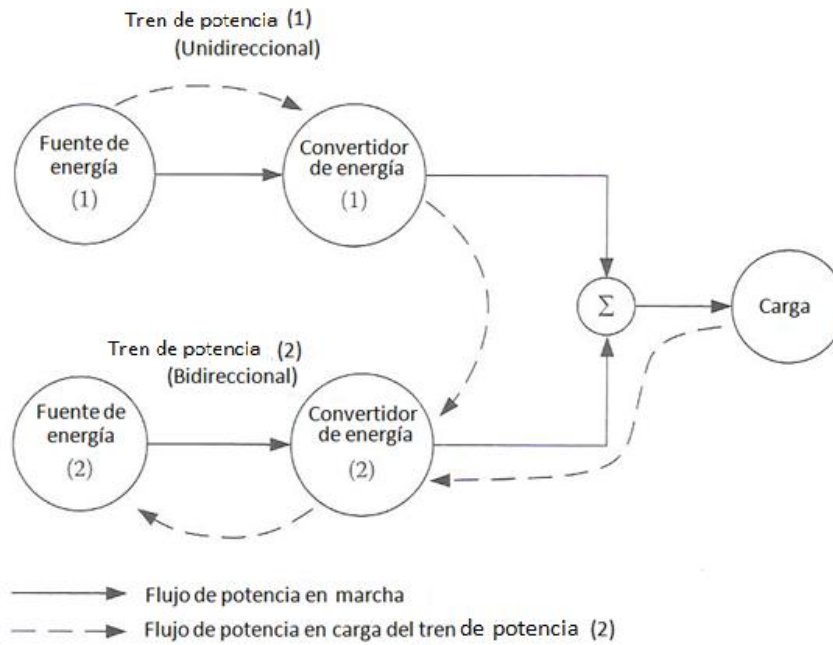 Tren de potencia (1)
(Unidireccional)
Fuente de
energía
(1)
Convertidor
de energía
(1)
Σ
Carga
Tren de potencia (2)
(Bidireccional)
Fuente de
energía
(2)
Convertidor
de energía
(2)
Flujo de potencia en marcha
Flujo de potencia en carga del tren de potencia (2)